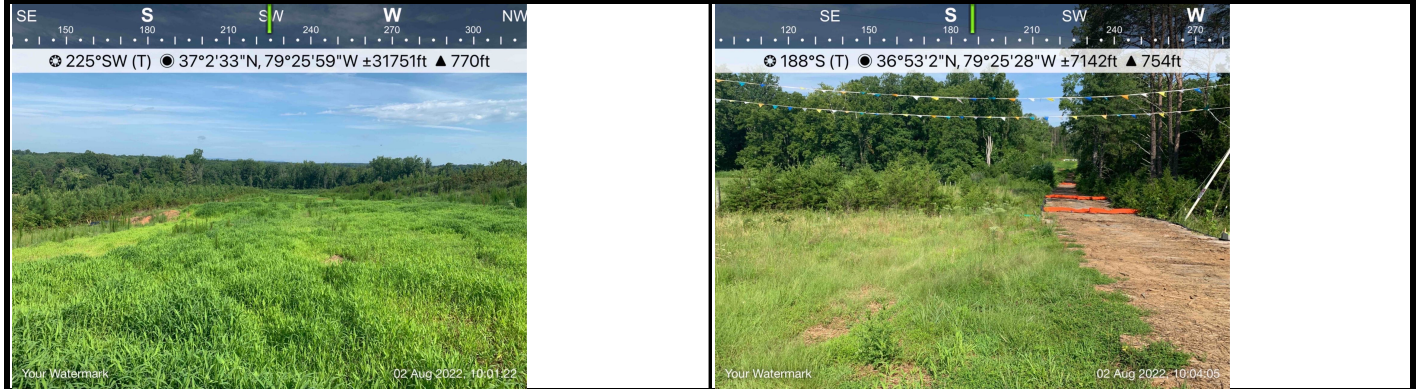 SE S SW W NW
150 180 210 240 270 300
225°SW (T) 37°2'33"N, 79°25'59"W ±31751ft ▲ 770ft
Your Watermark 02 Aug 2022, 10:01:22
SE S SW W
120 150 180 240 270
188°S (T) 36°53'2"N, 79°25'28"W ±7142ft ▲ 754ft
Your Watermark 02 Aug 2022, 10:04:05